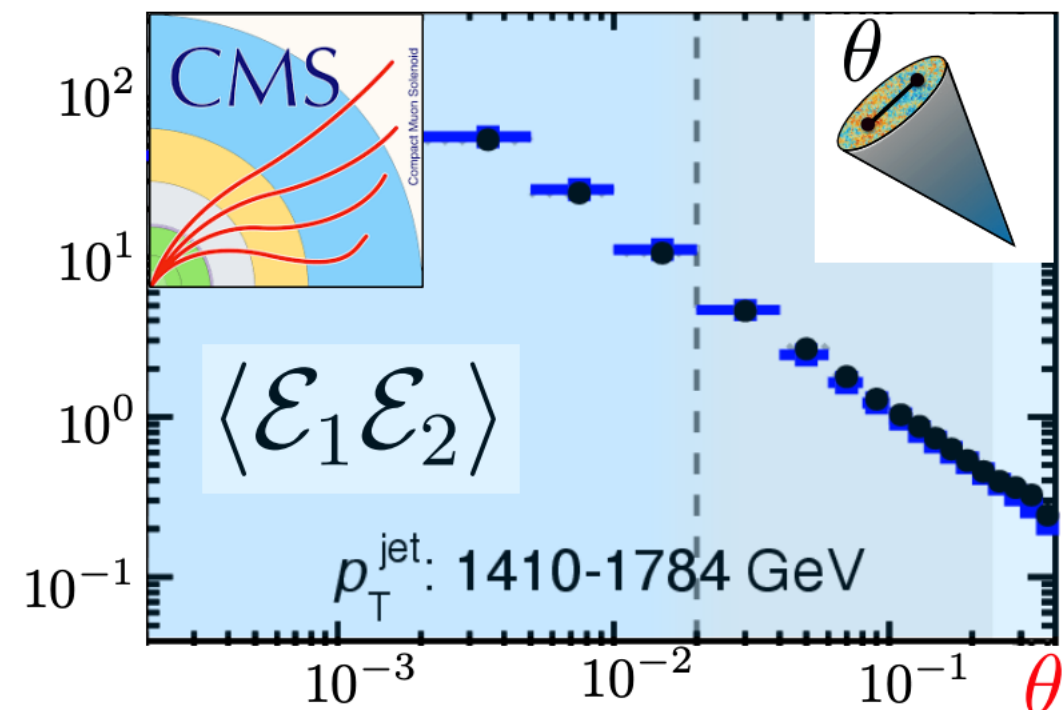 CMS
Compact Muon Solenoid
θ
10²
10¹
10⁰
10⁻¹
⟨ℰ₁ℰ₂⟩
p_T^jet: 1410-1784 GeV
10⁻³
10⁻²
10⁻¹
θ